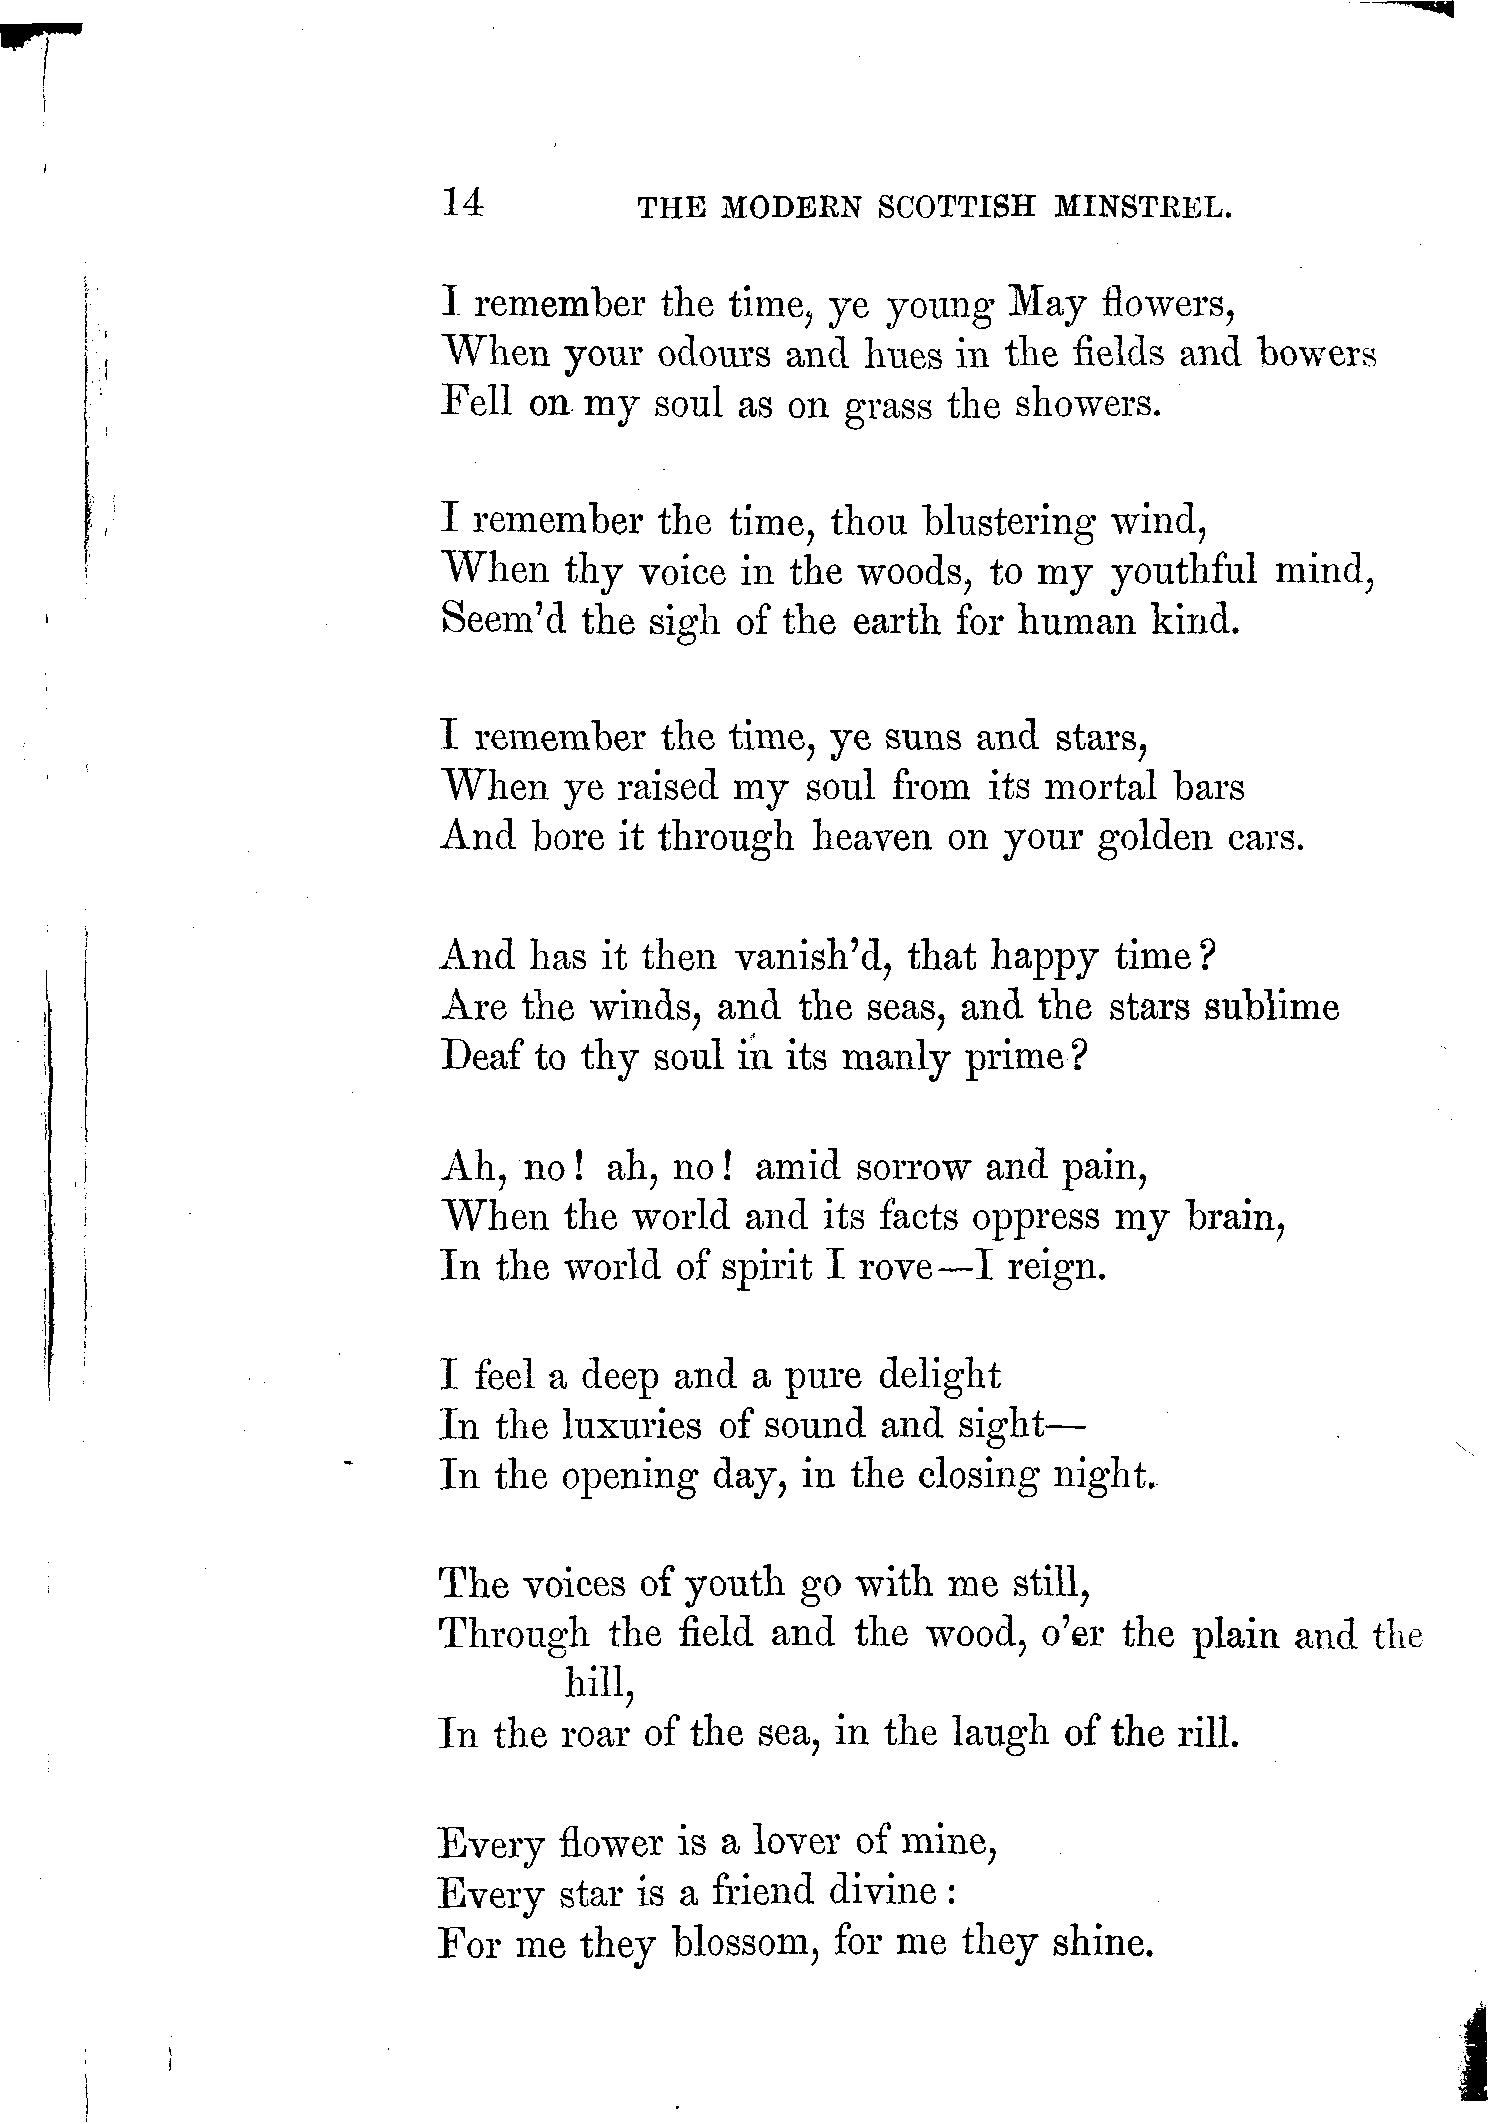 14 THE MODERN SCOTTISH MINSTREL.
I remember the time, ye young May flowers,
When your odours and hues in the fields and bowers
Fell on my soul as on grass the showers.
I remember the time, thou blustering wind,
When thy voice in the woods, to my youthful mind,
Seem'd the sigh of the earth for human kind.
I remember the time, ye suns and stars,
When ye raised my soul from its mortal bars
And bore it through heaven on your golden cars.
And has it then vanish'd, that happy time?
Are the winds, and the seas, and the stars sublime
Deaf to thy soul in its manly prime?
Ah, no! ah, no! amid sorrow and pain,
When the world and its facts oppress my brain,
In the world of spirit I rove—I reign.
I feel a deep and a pure delight
In the luxuries of sound and sight—
In the opening day, in the closing night.
The voices of youth go with me still,
Through the field and the wood, o'er the plain and the
hill,
In the roar of the sea, in the laugh of the rill.
Every flower is a lover of mine,
Every star is a friend divine:
For me they blossom, for me they shine.